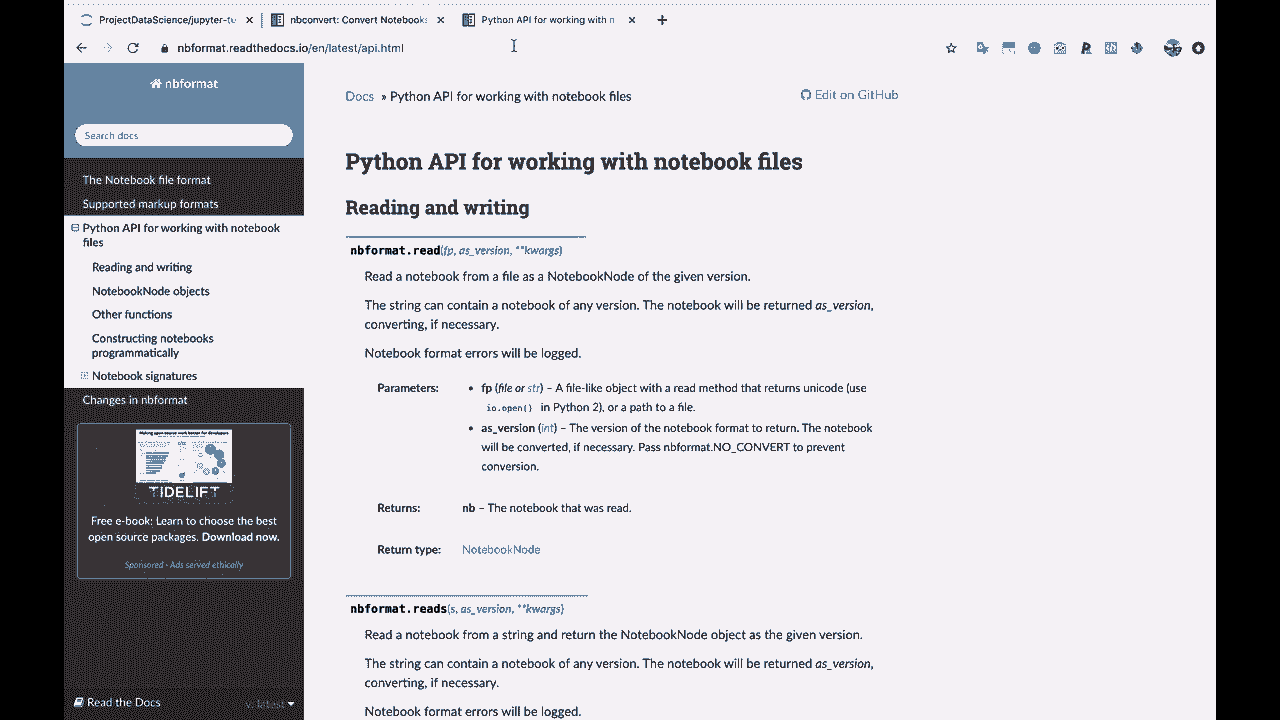 ProjectDataScience/jupyter-tu
nbconvert: Convert Notebooks
Python API for working with n
nbformat.readthedocs.io/en/latest/api.html
nbformat
Search docs
The Notebook file format
Supported markup formats
Python API for working with notebook
files
Reading and writing
NotebookNode objects
Other functions
Constructing notebooks
programmatically
Notebook signatures
Changes in nbformat
TIDELIFT
Free e-book: Learn to choose the best
open source packages. Download now.
Sponsored · Ads served ethically
Read the Docs
v: latest
Docs » Python API for working with notebook files
Edit on GitHub
Python API for working with notebook files
Reading and writing
nbformat.read(fp, as_version, **kwargs)
Read a notebook from a file as a NotebookNode of the given version.
The string can contain a notebook of any version. The notebook will be returned as_version,
converting, if necessary.
Notebook format errors will be logged.
Parameters:
• fp (file or str) – A file-like object with a read method that returns unicode (use
io.open() in Python 2), or a path to a file.
• as_version (int) – The version of the notebook format to return. The notebook
will be converted, if necessary. Pass nbformat.NO_CONVERT to prevent
conversion.
Returns: nb – The notebook that was read.
Return type: NotebookNode
nbformat.reads(s, as_version, **kwargs)
Read a notebook from a string and return the NotebookNode object as the given version.
The string can contain a notebook of any version. The notebook will be returned as_version,
converting, if necessary.
Notebook format errors will be logged.